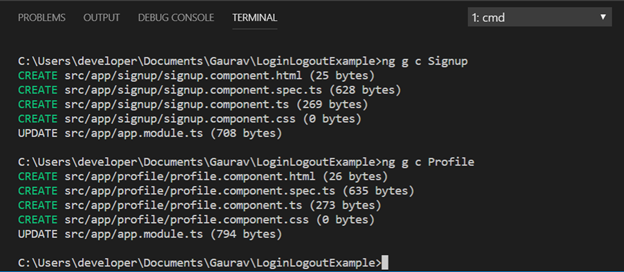 PROBLEMS OUTPUT DEBUG CONSOLE TERMINAL 1: cmd
C:\Users\developer\Documents\Gaurav\LoginLogoutExample>ng g c Signup
CREATE src/app/signup/signup.component.html (25 bytes)
CREATE src/app/signup/signup.component.spec.ts (628 bytes)
CREATE src/app/signup/signup.component.ts (269 bytes)
CREATE src/app/signup/signup.component.css (0 bytes)
UPDATE src/app/app.module.ts (708 bytes)
C:\Users\developer\Documents\Gaurav\LoginLogoutExample>ng g c Profile
CREATE src/app/profile/profile.component.html (26 bytes)
CREATE src/app/profile/profile.component.spec.ts (635 bytes)
CREATE src/app/profile/profile.component.ts (273 bytes)
CREATE src/app/profile/profile.component.css (0 bytes)
UPDATE src/app/app.module.ts (794 bytes)
C:\Users\developer\Documents\Gaurav\LoginLogoutExample>